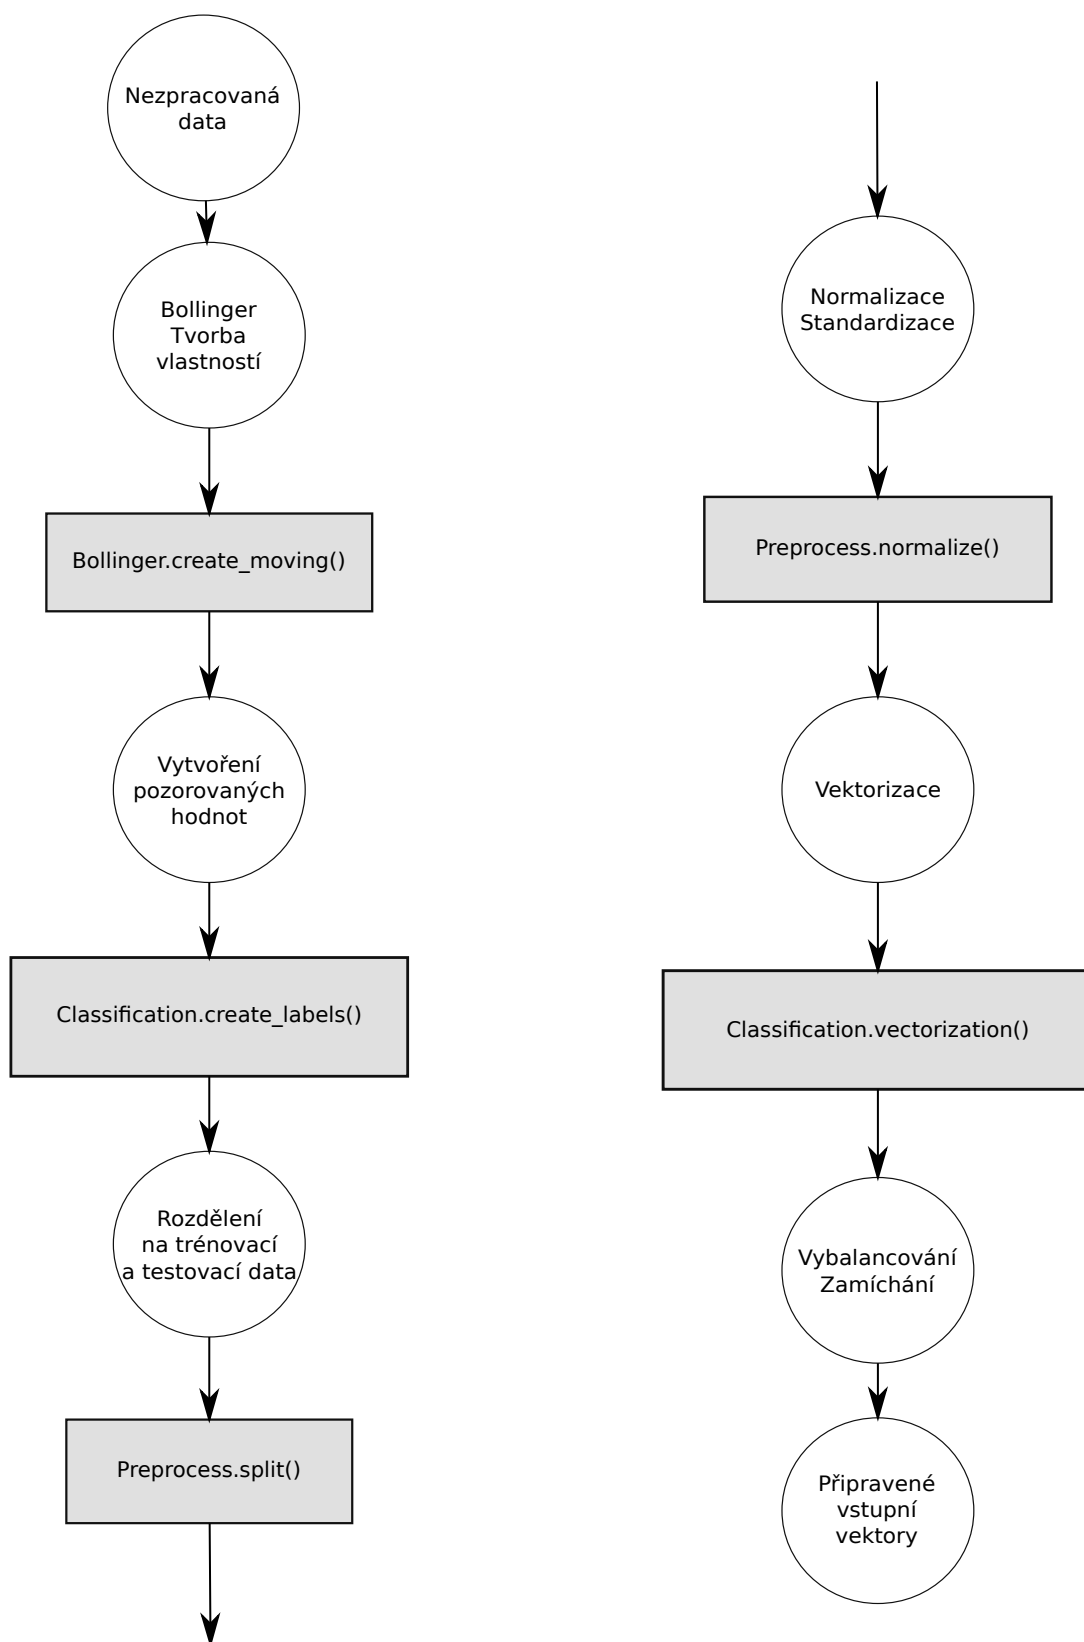 Nezpracovaná
data
Bollinger
Tvorba
vlastností
Bollinger.create_moving()
Vytvoření
pozorovaných
hodnot
Classification.create_labels()
Rozdělení
na trénovací
a testovací data
Preprocess.split()
Normalizace
Standardizace
Preprocess.normalize()
Vektorizace
Classification.vectorization()
Vybalancování
Zamíchání
Připravené
vstupní
vektory